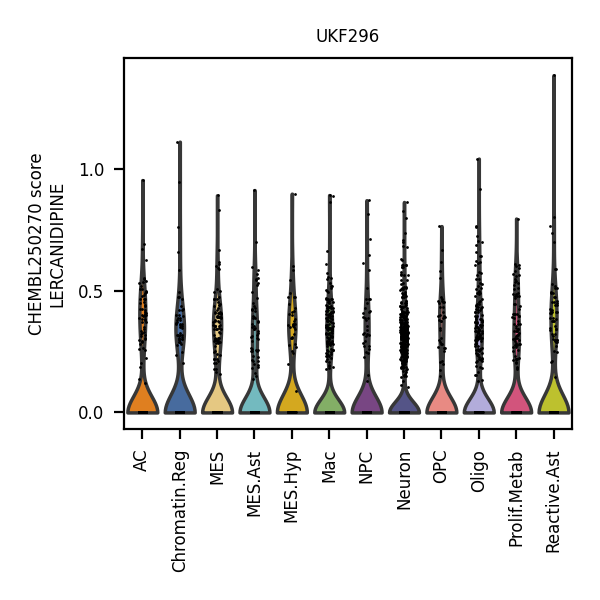 UKF296
CHEMBL250270 score
LERCANIDIPINE
1.0
0.5
0.0
AC
Chromatin.Reg
MES
MES.Ast
MES.Hyp
Mac
NPC
Neuron
OPC
Oligo
Prolif.Metab
Reactive.Ast